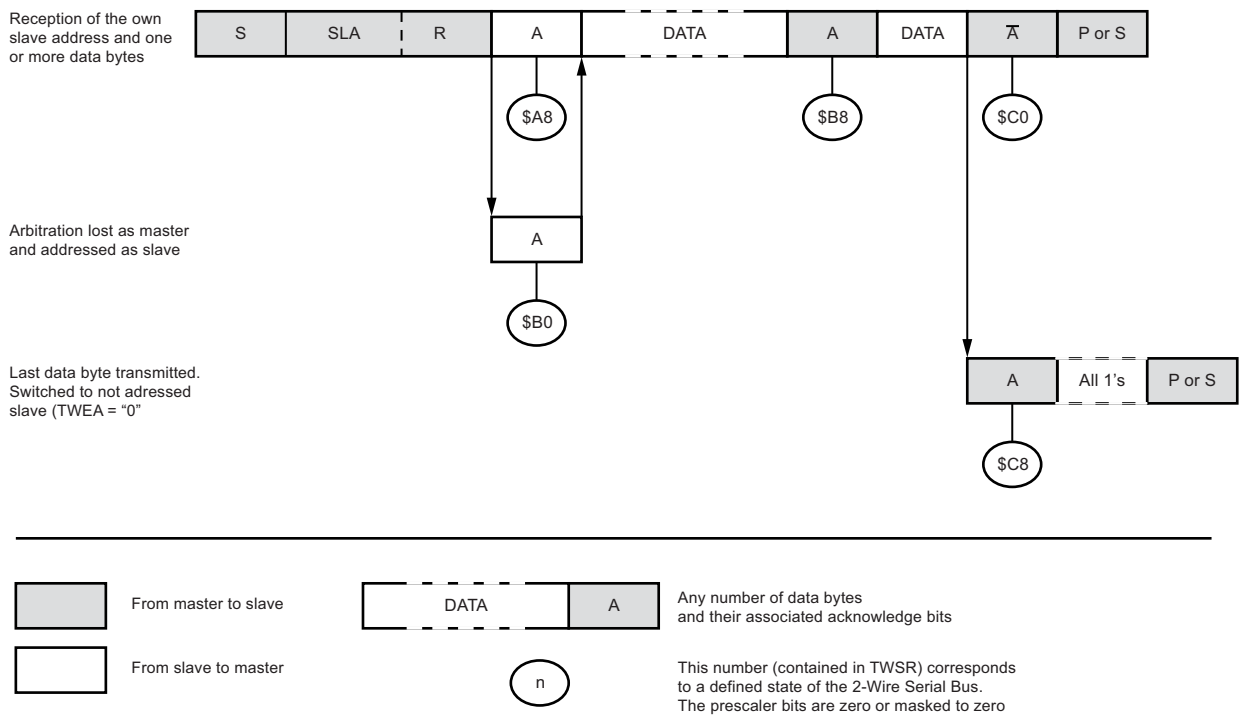 Reception of the own
slave address and one
or more data bytes
S SLA R A DATA A DATA A̅ P or S
$A8 $B8 $C0
Arbitration lost as master
and addressed as slave
A
$B0
Last data byte transmitted.
Switched to not adressed
slave (TWEA = “0”
A All 1's P or S
$C8
From master to slave
DATA A
Any number of data bytes
and their associated acknowledge bits
From slave to master
n
This number (contained in TWSR) corresponds
to a defined state of the 2-Wire Serial Bus.
The prescaler bits are zero or masked to zero